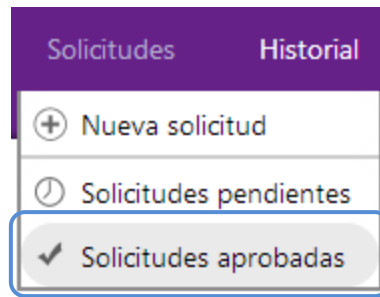 Solicitudes Historial
Nueva solicitud
Solicitudes pendientes
Solicitudes aprobadas